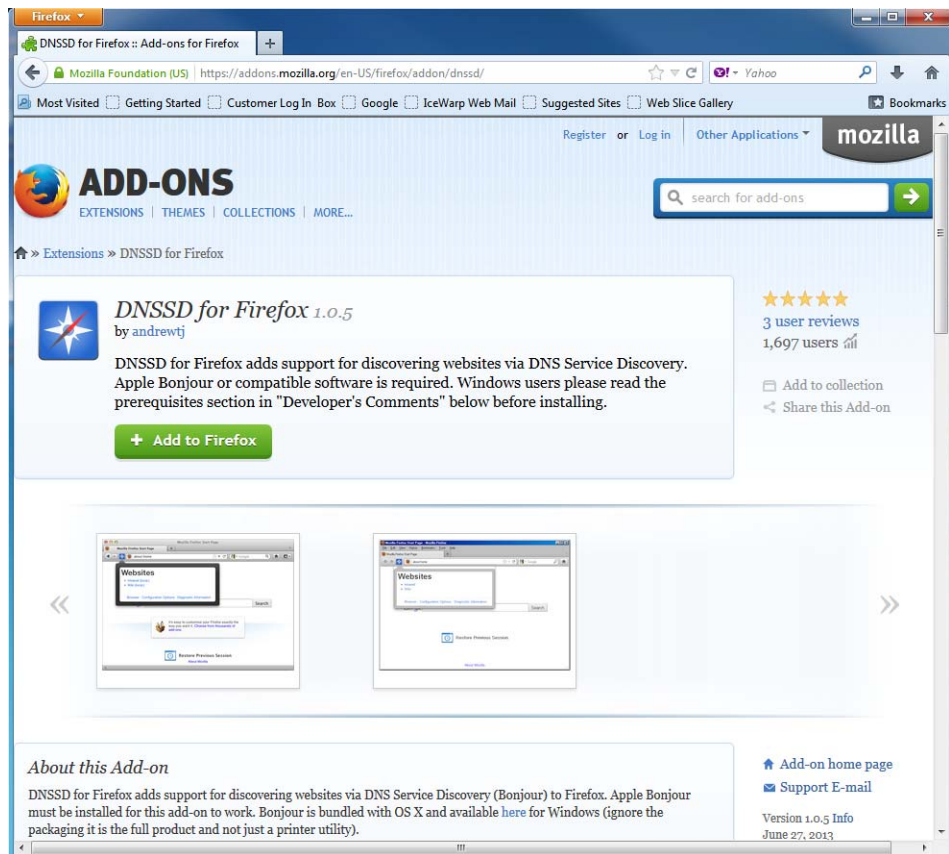 Firefox
DNSSD for Firefox :: Add-ons for Firefox
Mozilla Foundation (US) https://addons.mozilla.org/en-US/firefox/addon/dnssd/ Yahoo
Most Visited Getting Started Customer Log In Box Google IceWarp Web Mail Suggested Sites Web Slice Gallery Bookmarks
Register or Log in Other Applications mozilla
ADD-ONS
EXTENSIONS | THEMES | COLLECTIONS | MORE...
search for add-ons
» Extensions » DNSSD for Firefox
DNSSD for Firefox 1.0.5
by andrewtj
DNSSD for Firefox adds support for discovering websites via DNS Service Discovery.
Apple Bonjour or compatible software is required. Windows users please read the
prerequisites section in "Developer's Comments" below before installing.
+ Add to Firefox
3 user reviews
1,697 users
Add to collection
Share this Add-on
Websites
Search
Restore Previous Session
Websites
Search
Restore Previous Session
About this Add-on
DNSSD for Firefox adds support for discovering websites via DNS Service Discovery (Bonjour) to Firefox. Apple Bonjour
must be installed for this add-on to work. Bonjour is bundled with OS X and available here for Windows (ignore the
packaging it is the full product and not just a printer utility).
Add-on home page
Support E-mail
Version 1.0.5 Info
June 27, 2013